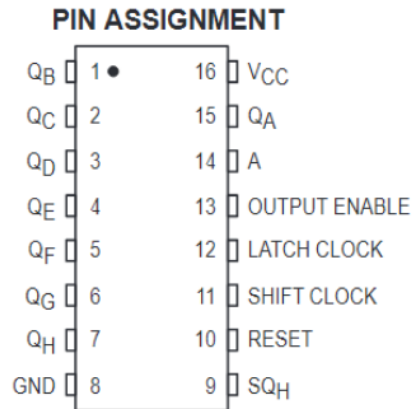 PIN ASSIGNMENT
QB 1 16 VCC
QC 2 15 QA
QD 3 14 A
QE 4 13 OUTPUT ENABLE
QF 5 12 LATCH CLOCK
QG 6 11 SHIFT CLOCK
QH 7 10 RESET
GND 8 9 SQH